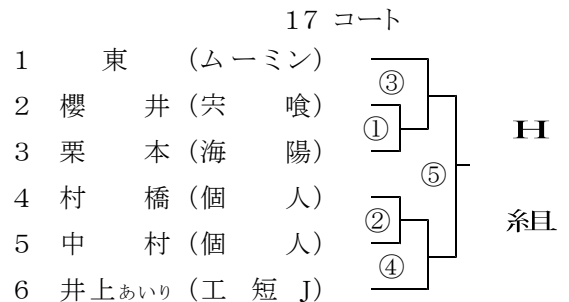 17 コート
1 東 (ムーミン)
2 櫻井 (宍喰)
3 栗本 (海陽)
4 村橋 (個人)
5 中村 (個人)
6 井上あいり (工短J)
③
①
⑤
②
④
H
組